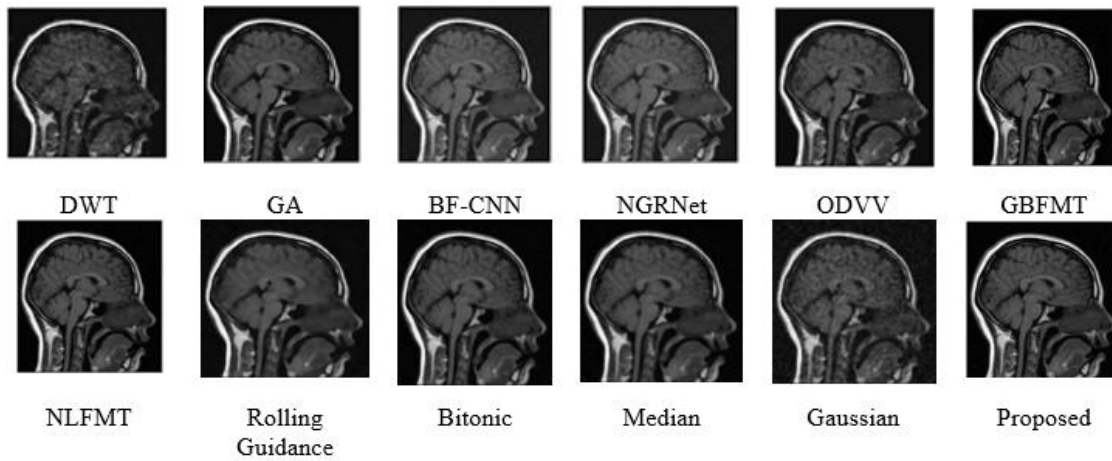 DWT GA BF-CNN NGRNet ODVV GBFMT
NLFMT Rolling Guidance Bitonic Median Gaussian Proposed